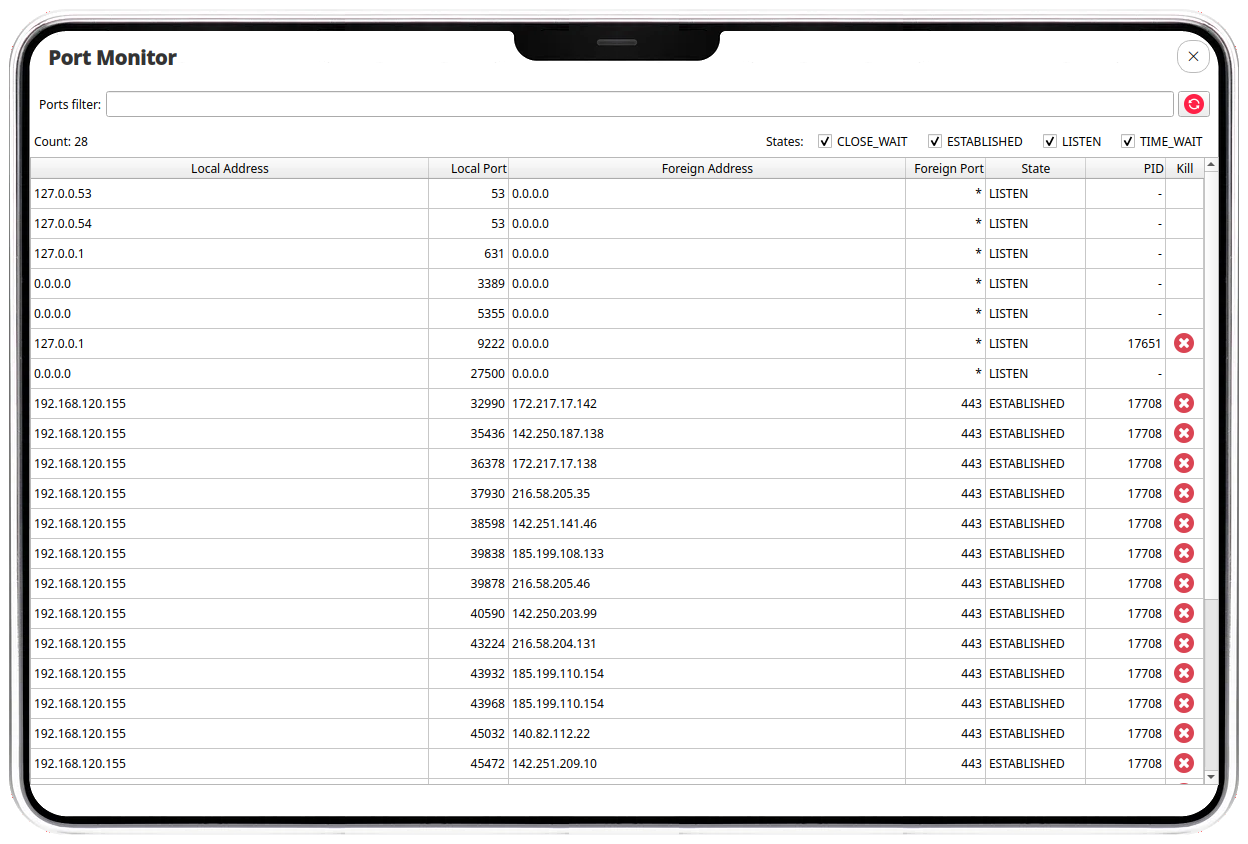 Port Monitor
Ports filter:
Count: 28 States: CLOSE_WAIT ESTABLISHED LISTEN TIME_WAIT
Local Address Local Port Foreign Address Foreign Port State PID Kill
127.0.0.53 53 0.0.0.0 * LISTEN -
127.0.0.54 53 0.0.0.0 * LISTEN -
127.0.0.1 631 0.0.0.0 * LISTEN -
0.0.0.0 3389 0.0.0.0 * LISTEN -
0.0.0.0 5355 0.0.0.0 * LISTEN -
127.0.0.1 9222 0.0.0.0 * LISTEN 17651
0.0.0.0 27500 0.0.0.0 * LISTEN -
192.168.120.155 32990 172.217.17.142 443 ESTABLISHED 17708
192.168.120.155 35436 142.250.187.138 443 ESTABLISHED 17708
192.168.120.155 36378 172.217.17.138 443 ESTABLISHED 17708
192.168.120.155 37930 216.58.205.35 443 ESTABLISHED 17708
192.168.120.155 38598 142.251.141.46 443 ESTABLISHED 17708
192.168.120.155 39838 185.199.108.133 443 ESTABLISHED 17708
192.168.120.155 39878 216.58.205.46 443 ESTABLISHED 17708
192.168.120.155 40590 142.250.203.99 443 ESTABLISHED 17708
192.168.120.155 43224 216.58.204.131 443 ESTABLISHED 17708
192.168.120.155 43932 185.199.110.154 443 ESTABLISHED 17708
192.168.120.155 43968 185.199.110.154 443 ESTABLISHED 17708
192.168.120.155 45032 140.82.112.22 443 ESTABLISHED 17708
192.168.120.155 45472 142.251.209.10 443 ESTABLISHED 17708